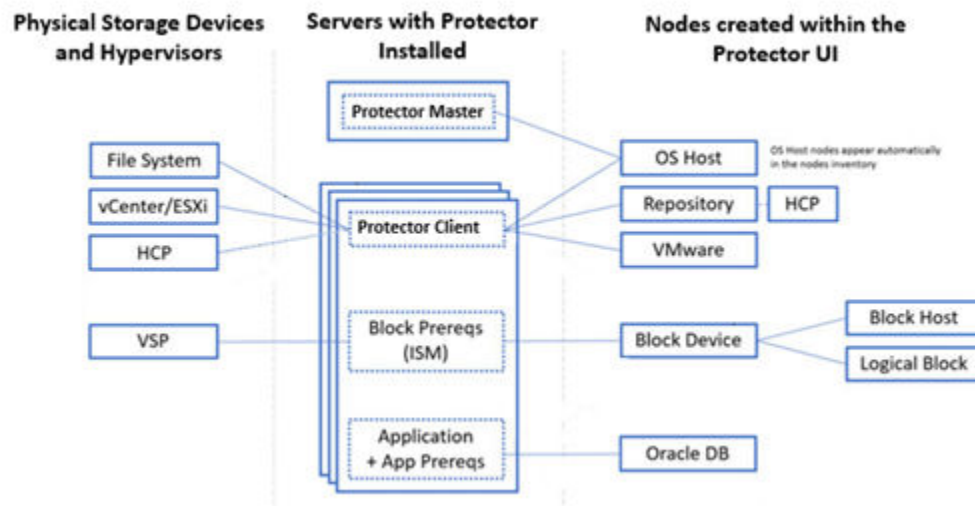 Physical Storage Devices
and Hypervisors
Servers with Protector
Installed
Nodes created within the
Protector UI
Protector Master
File System
OS Host
OS Host nodes appear automatically
in the nodes inventory
vCenter/ESXi
Protector Client
Repository
HCP
HCP
VMware
VSP
Block Prereqs
(ISM)
Block Device
Block Host
Logical Block
Application
+ App Prereqs
Oracle DB